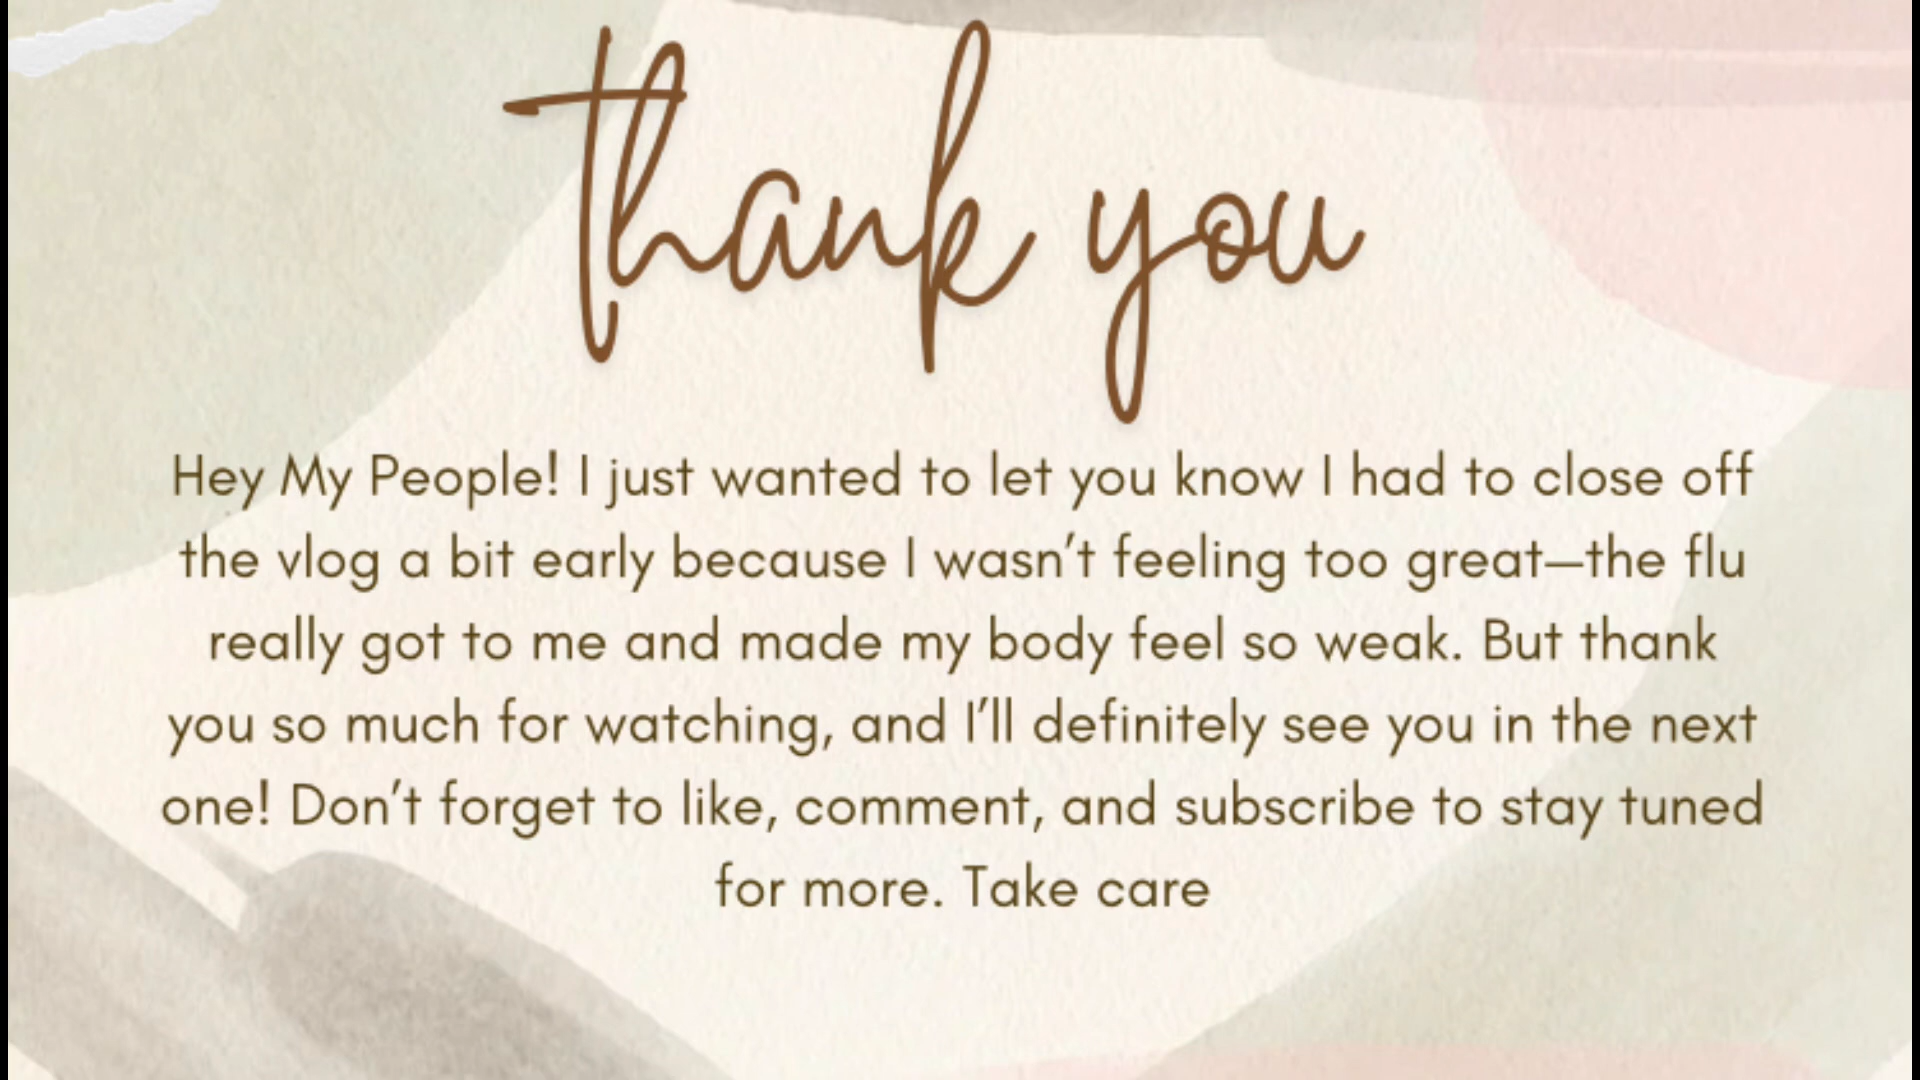 thank you
Hey My People! I just wanted to let you know I had to close off
the vlog a bit early because I wasn’t feeling too great—the flu
really got to me and made my body feel so weak. But thank
you so much for watching, and I’ll definitely see you in the next
one! Don’t forget to like, comment, and subscribe to stay tuned
for more. Take care